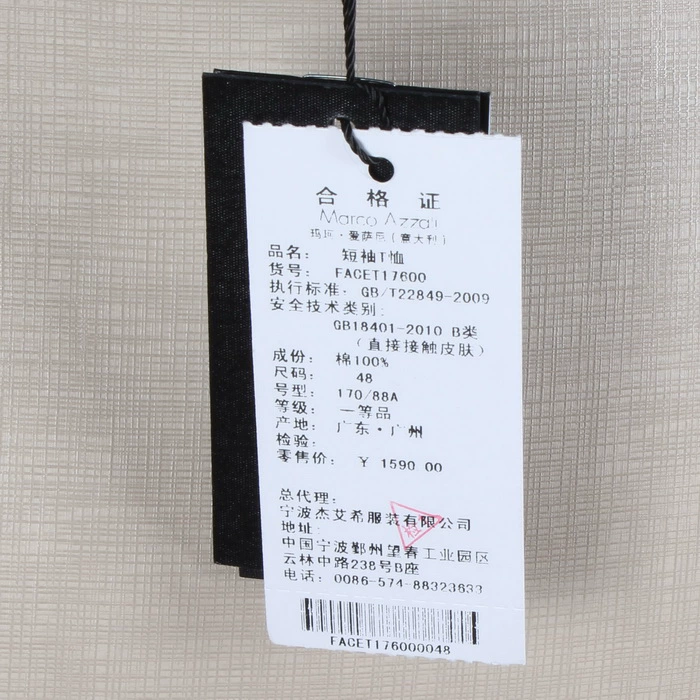 合格证
Marco Azzali
玛珂·爱萨尼(意大利)
品名: 短袖T恤
货号: FACET17600
执行标准: GB/T22849-2009
安全技术类别:
GB18401-2010 B类
(直接接触皮肤)
成份: 棉100%
尺码: 48
号型: 170/88A
等级: 一等品
产地: 广东·广州
检验:
零售价: ¥ 1590 00
总代理:
宁波杰艾希服装有限公司
地址:
中国宁波鄞州望春工业园区
云林中路238号B座
电话: 0086-574-88323633
FACET176000048